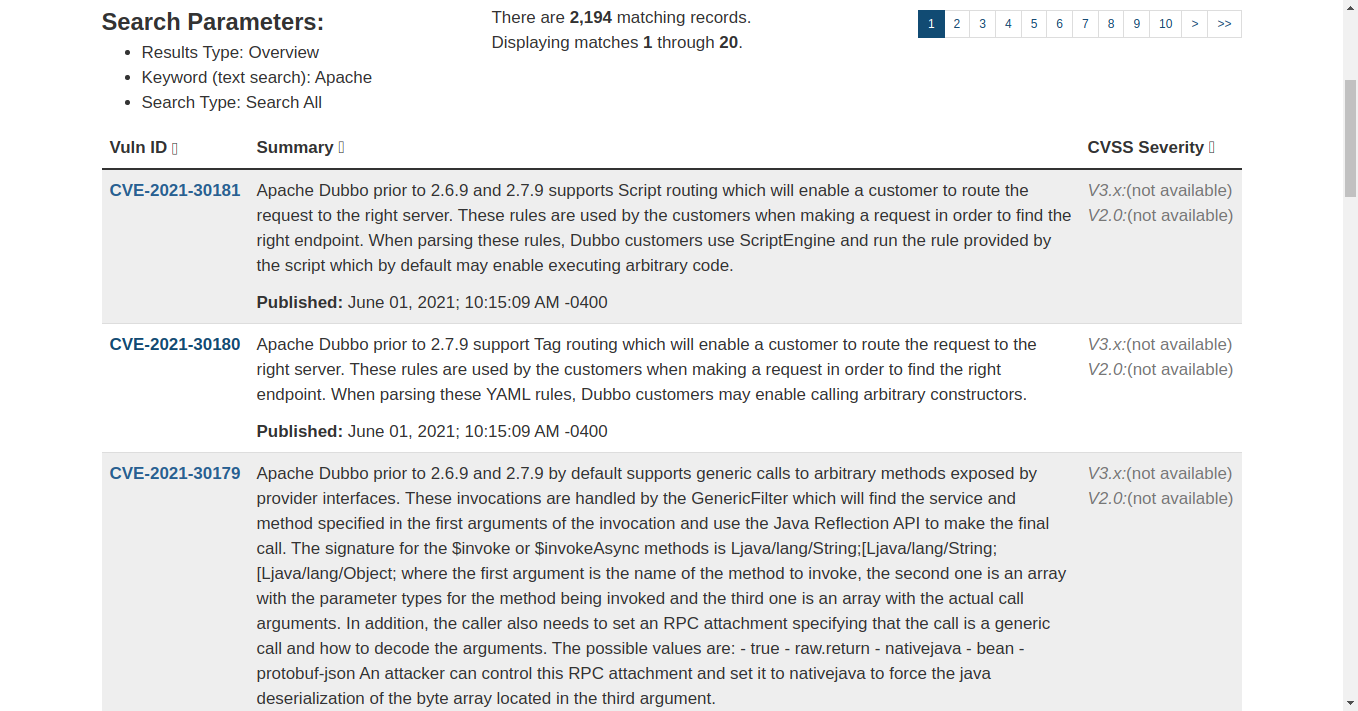 Search Parameters:
There are 2,194 matching records.
Displaying matches 1 through 20.
1 2 3 4 5 6 7 8 9 10 > >>
Results Type: Overview
Keyword (text search): Apache
Search Type: Search All
Vuln ID Summary CVSS Severity
CVE-2021-30181
Apache Dubbo prior to 2.6.9 and 2.7.9 supports Script routing which will enable a customer to route the
request to the right server. These rules are used by the customers when making a request in order to find the
right endpoint. When parsing these rules, Dubbo customers use ScriptEngine and run the rule provided by
the script which by default may enable executing arbitrary code.
Published: June 01, 2021; 10:15:09 AM -0400
V3.x:(not available)
V2.0:(not available)
CVE-2021-30180
Apache Dubbo prior to 2.7.9 support Tag routing which will enable a customer to route the request to the
right server. These rules are used by the customers when making a request in order to find the right
endpoint. When parsing these YAML rules, Dubbo customers may enable calling arbitrary constructors.
Published: June 01, 2021; 10:15:09 AM -0400
V3.x:(not available)
V2.0:(not available)
CVE-2021-30179
Apache Dubbo prior to 2.6.9 and 2.7.9 by default supports generic calls to arbitrary methods exposed by
provider interfaces. These invocations are handled by the GenericFilter which will find the service and
method specified in the first arguments of the invocation and use the Java Reflection API to make the final
call. The signature for the $invoke or $invokeAsync methods is Ljava/lang/String;[Ljava/lang/String;
[Ljava/lang/Object; where the first argument is the name of the method to invoke, the second one is an array
with the parameter types for the method being invoked and the third one is an array with the actual call
arguments. In addition, the caller also needs to set an RPC attachment specifying that the call is a generic
call and how to decode the arguments. The possible values are: - true - raw.return - nativejava - bean -
protobuf-json An attacker can control this RPC attachment and set it to nativejava to force the java
deserialization of the byte array located in the third argument.
V3.x:(not available)
V2.0:(not available)